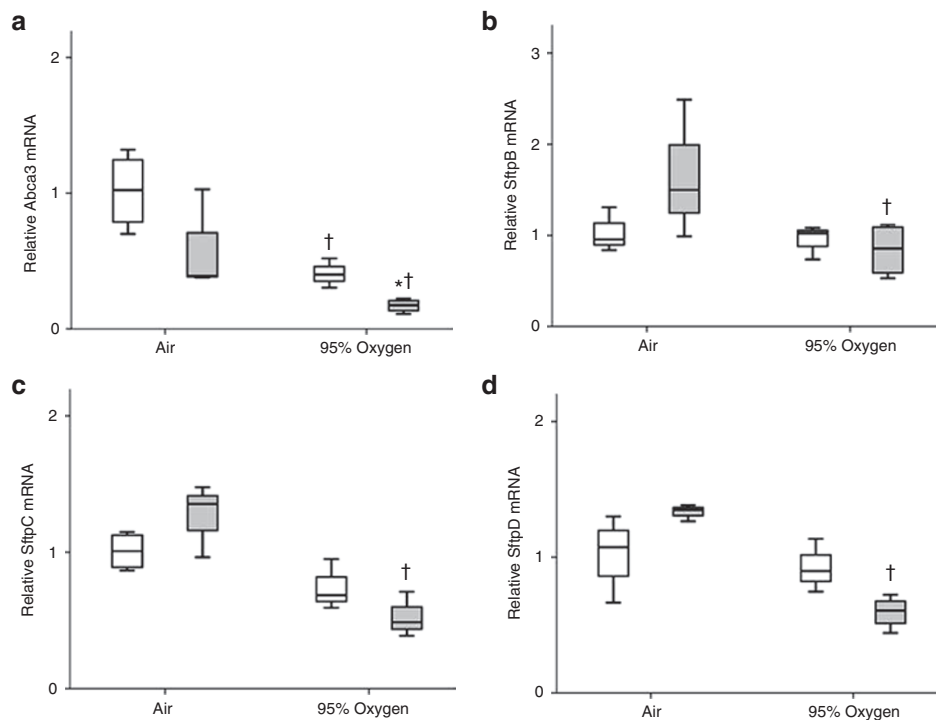 a
2
1
0
Relative Abca3 mRNA
†
*†
Air
95% Oxygen
b
3
2
1
0
Relative SftpB mRNA
†
Air
95% Oxygen
c
2
1
0
Relative SftpC mRNA
†
Air
95% Oxygen
d
2
1
0
Relative SftpD mRNA
†
Air
95% Oxygen